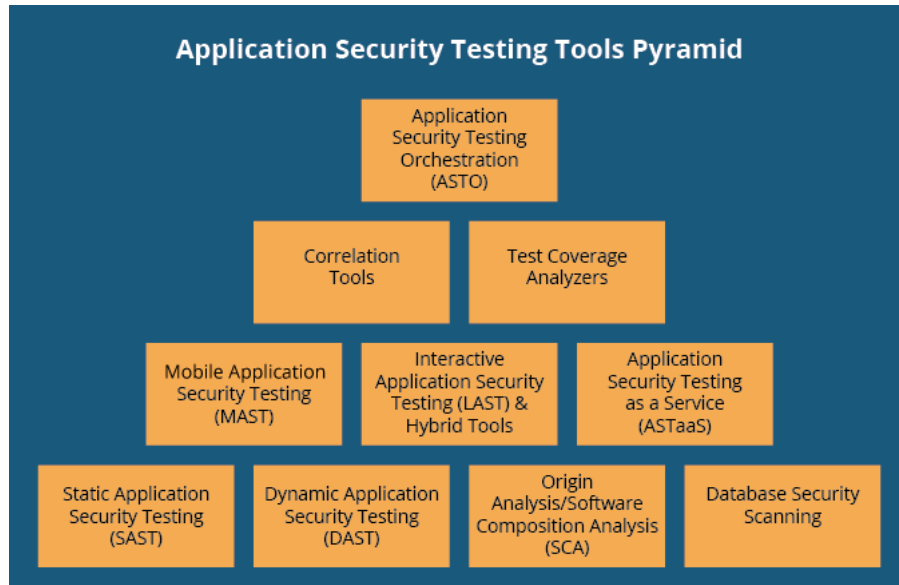 Application Security Testing Tools Pyramid
Application
Security Testing
Orchestration
(ASTO)
Correlation
Tools
Test Coverage
Analyzers
Mobile Application
Security Testing
(MAST)
Interactive
Application Security
Testing (LAST) &
Hybrid Tools
Application
Security Testing
as a Service
(ASTaaS)
Static Application
Security Testing
(SAST)
Dynamic Application
Security Testing
(DAST)
Origin
Analysis/Software
Composition Analysis
(SCA)
Database Security
Scanning